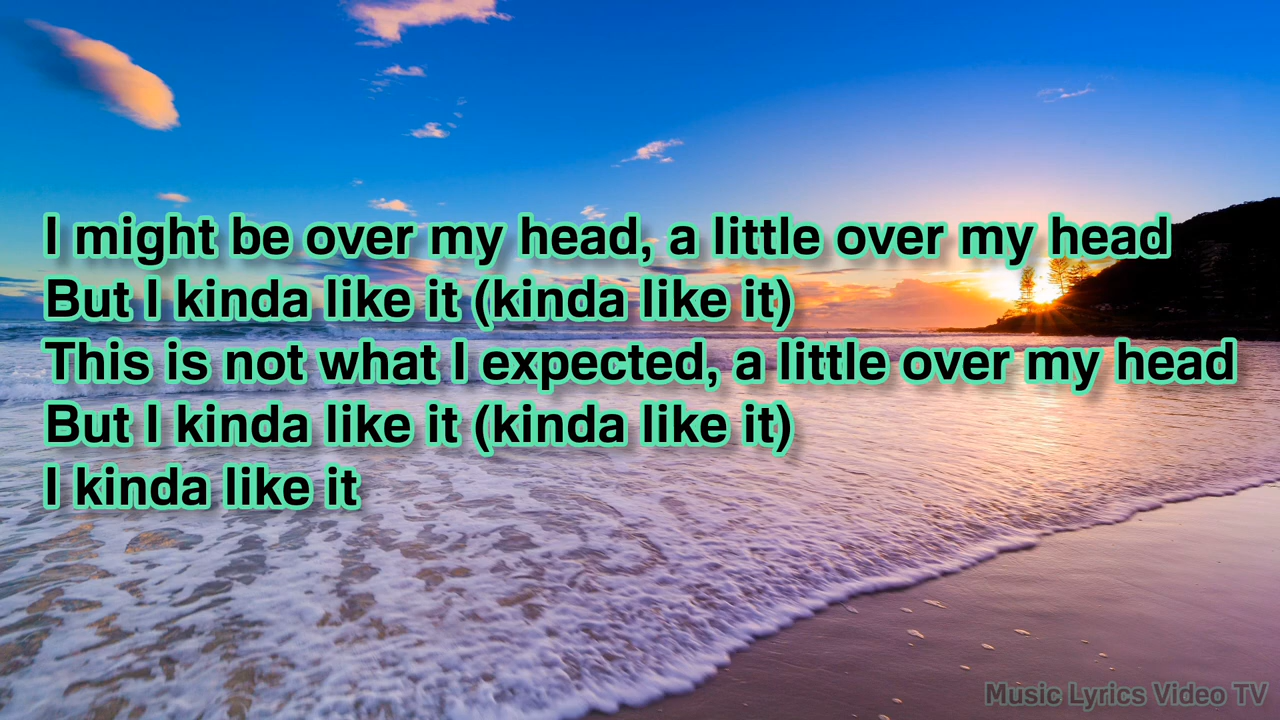 I might be over my head, a little over my head
But I kinda like it (kinda like it)
This is not what I expected, a little over my head
But I kinda like it (kinda like it)
I kinda like it
Music Lyrics Video TV